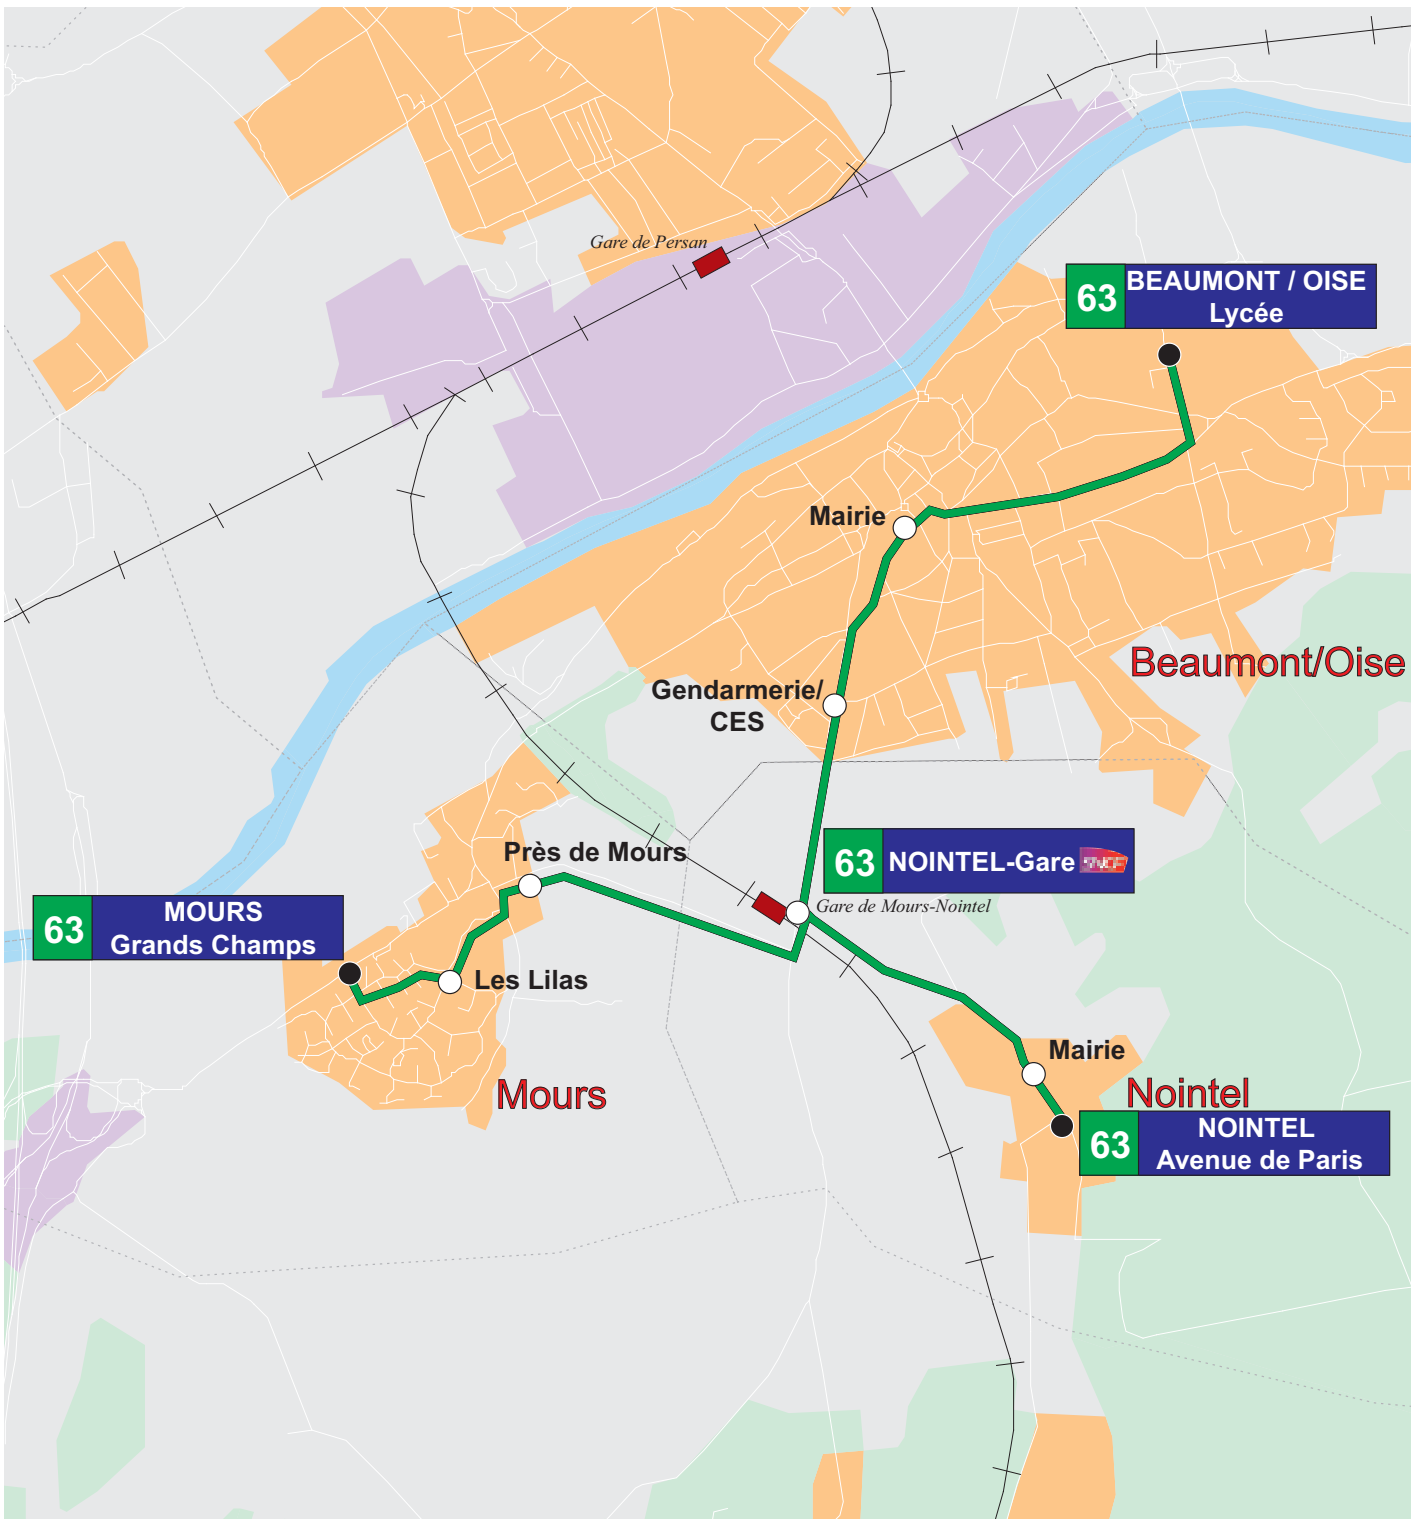 Gare de Persan
63
BEAUMONT / OISE
Lycée
Mairie
Beaumont/Oise
Gendarmerie/
CES
63
NOINTEL-Gare
Près de Mours
Gare de Mours-Nointel
63
MOURS
Grands Champs
Les Lilas
Mairie
Mours
Nointel
63
NOINTEL
Avenue de Paris